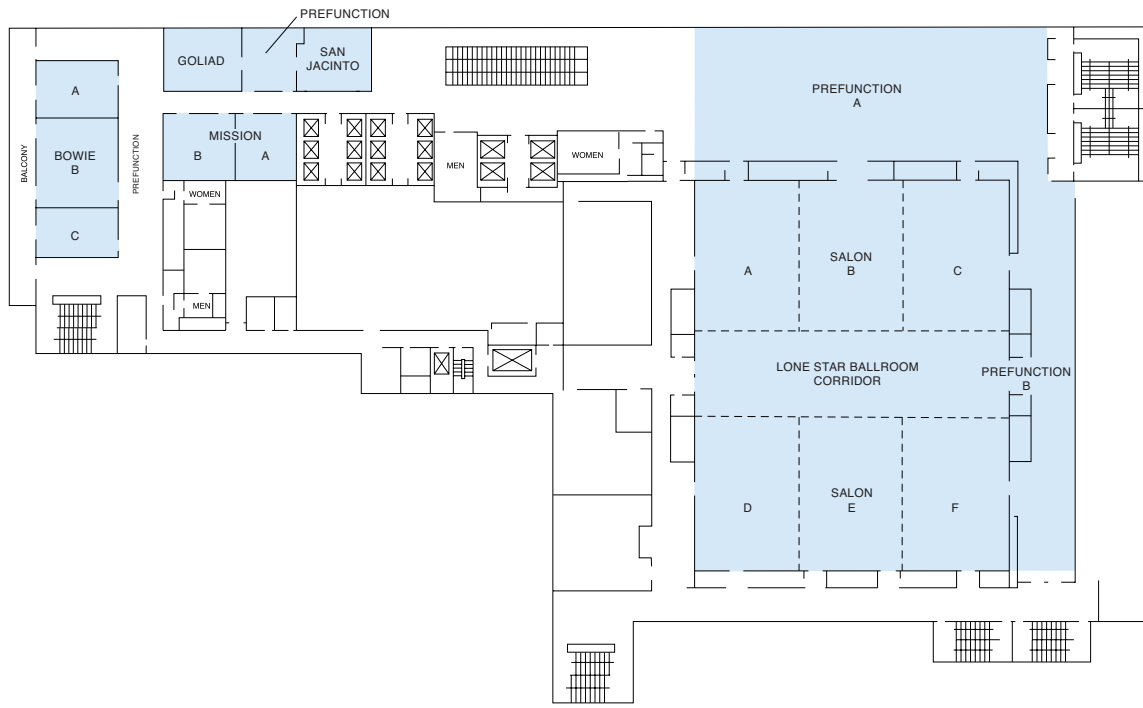 PREFUNCTION
GOLIAD
SAN
JACINTO
A
BOWIE
B
C
BALCONY
PREFUNCTION
MISSION
B
A
WOMEN
MEN
MEN
WOMEN
PREFUNCTION
A
A
SALON
B
C
LONE STAR BALLROOM
CORRIDOR
PREFUNCTION
B
D
SALON
E
F